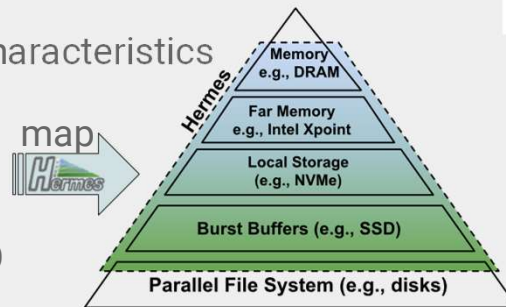 haracteristics
map
Hermes
)
Hermes
Memory
e.g., DRAM
Far Memory
e.g., Intel Xpoint
Local Storage
(e.g., NVMe)
Burst Buffers (e.g., SSD)
Parallel File System (e.g., disks)